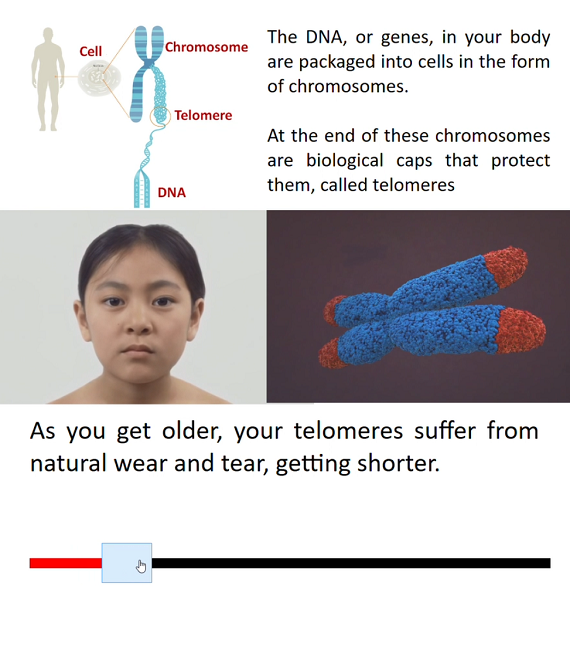 Cell
Chromosome
Telomere
DNA
The DNA, or genes, in your body
are packaged into cells in the form
of chromosomes.
At the end of these chromosomes
are biological caps that protect
them, called telomeres
As you get older, your telomeres suffer from
natural wear and tear, getting shorter.